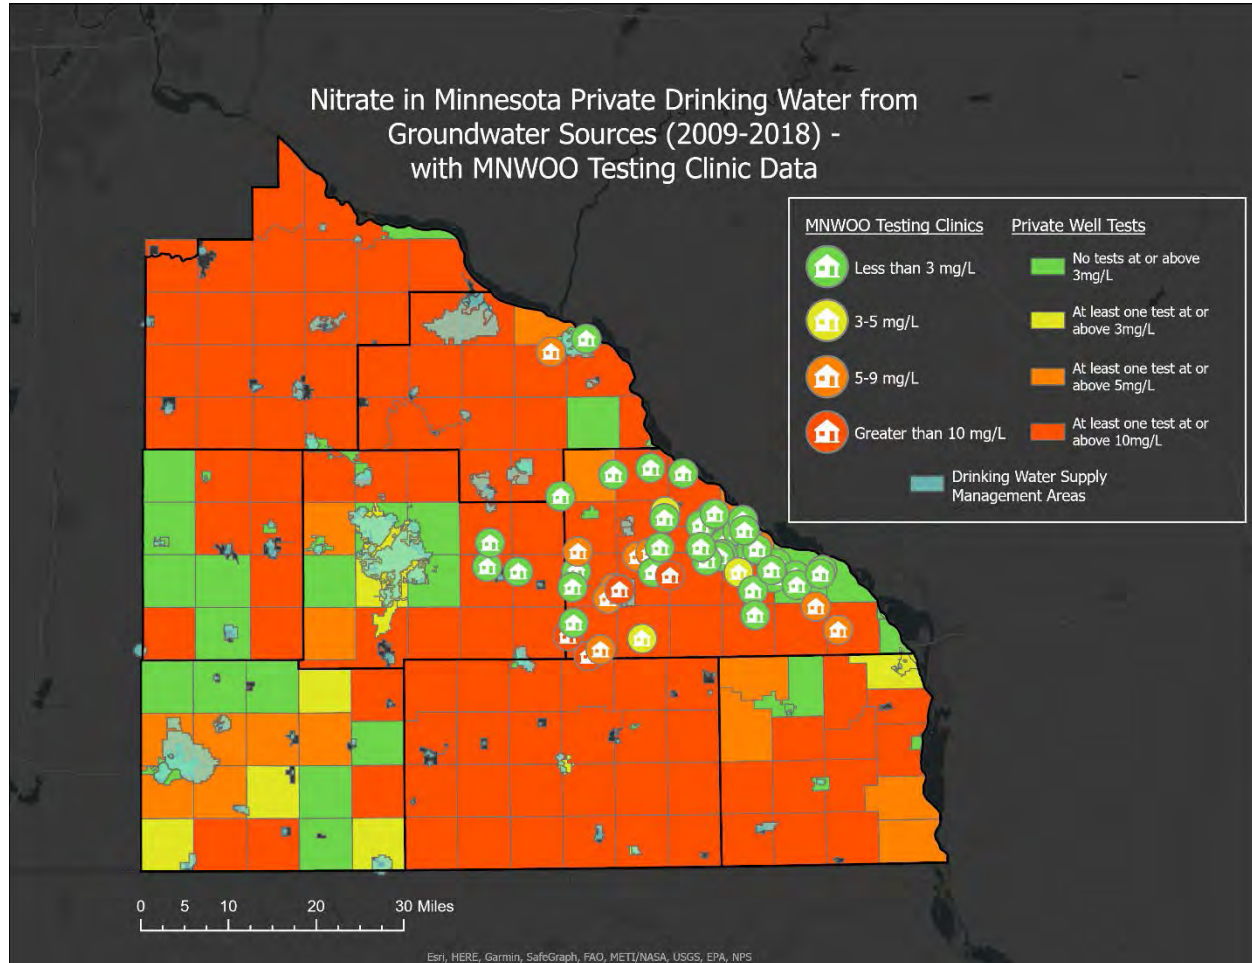 Nitrate in Minnesota Private Drinking Water from
Groundwater Sources (2009-2018) -
with MNWOO Testing Clinic Data
MNWOO Testing Clinics
Less than 3 mg/L
3-5 mg/L
5-9 mg/L
Greater than 10 mg/L
Private Well Tests
No tests at or above
3mg/L
At least one test at or
above 3mg/L
At least one test at or
above 5mg/L
At least one test at or
above 10mg/L
Drinking Water Supply
Management Areas
0 5 10 20 30 Miles
Esri, HERE, Garmin, SafeGraph, FAO, METI/NASA, USGS, EPA, NPS